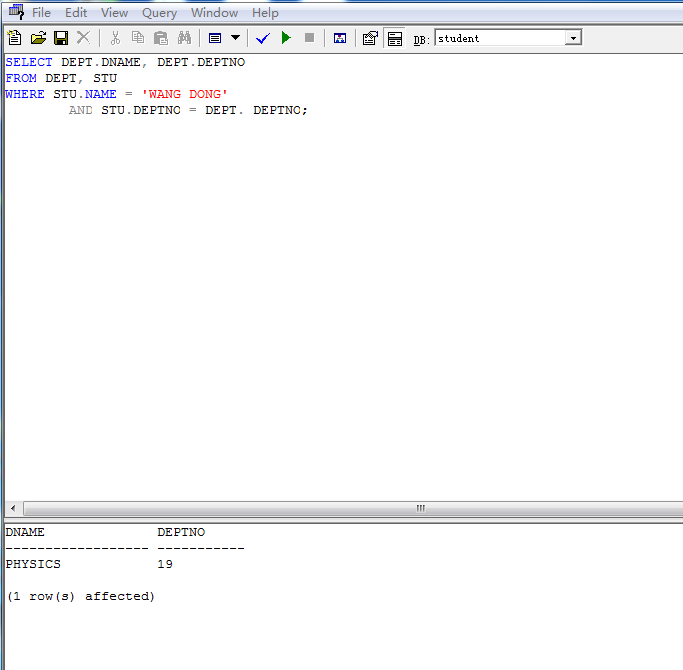 File Edit View Query Window Help
DB: student
SELECT DEPT.DNAME, DEPT.DEPTNO
FROM DEPT, STU
WHERE STU.NAME = 'WANG DONG'
AND STU.DEPTNO = DEPT. DEPTNO;
DNAME DEPTNO
------------------ -----------
PHYSICS 19
(1 row(s) affected)